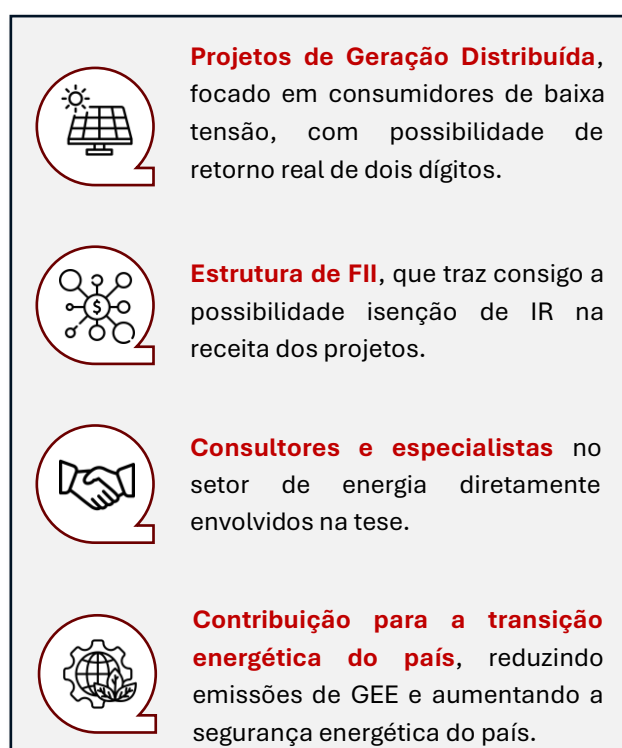 Projetos de Geração Distribuída,
focado em consumidores de baixa
tensão, com possibilidade de
retorno real de dois dígitos.
$
Estrutura de FII, que traz consigo a
possibilidade isenção de IR na
receita dos projetos.
Consultores e especialistas no
setor de energia diretamente
envolvidos na tese.
Contribuição para a transição
energética do país, reduzindo
emissões de GEE e aumentando a
segurança energética do país.